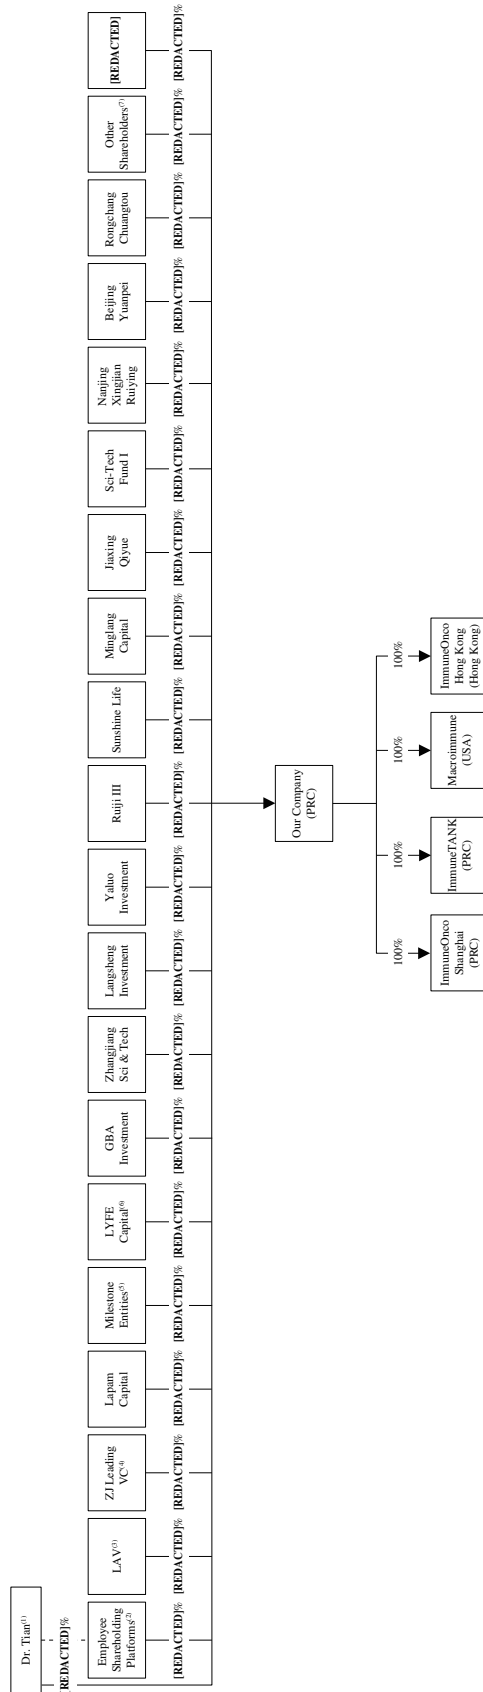 Dr. Tian(1)
[REDACTED]%
Employee
Shareholding
Platforms(2)
[REDACTED]%
LAV(3)
[REDACTED]%
ZJ Leading
VC(4)
[REDACTED]%
Lapam
Capital
[REDACTED]%
Milestone
Entities(5)
[REDACTED]%
LYFE
Capital(6)
[REDACTED]%
GBA
Investment
[REDACTED]%
Zhangjiang
Sci & Tech
[REDACTED]%
Langsheng
Investment
[REDACTED]%
Yaluo
Investment
[REDACTED]%
Ruiji III
[REDACTED]%
Sunshine Life
[REDACTED]%
Minglang
Capital
[REDACTED]%
Jiaxing
Qiyue
[REDACTED]%
Sci-Tech
Fund I
[REDACTED]%
Nanjing
Xingjian
Ruiying
[REDACTED]%
Beijing
Yuanpei
[REDACTED]%
Rongchang
Chuangtou
[REDACTED]%
Other
Shareholders(7)
[REDACTED]%
[REDACTED]
[REDACTED]%
Our Company
(PRC)
100%
ImmuneOnco
Shanghai
(PRC)
100%
ImmuneTANK
(PRC)
100%
Macroimmune
(USA)
100%
ImmuneOnco
Hong Kong
(Hong Kong)